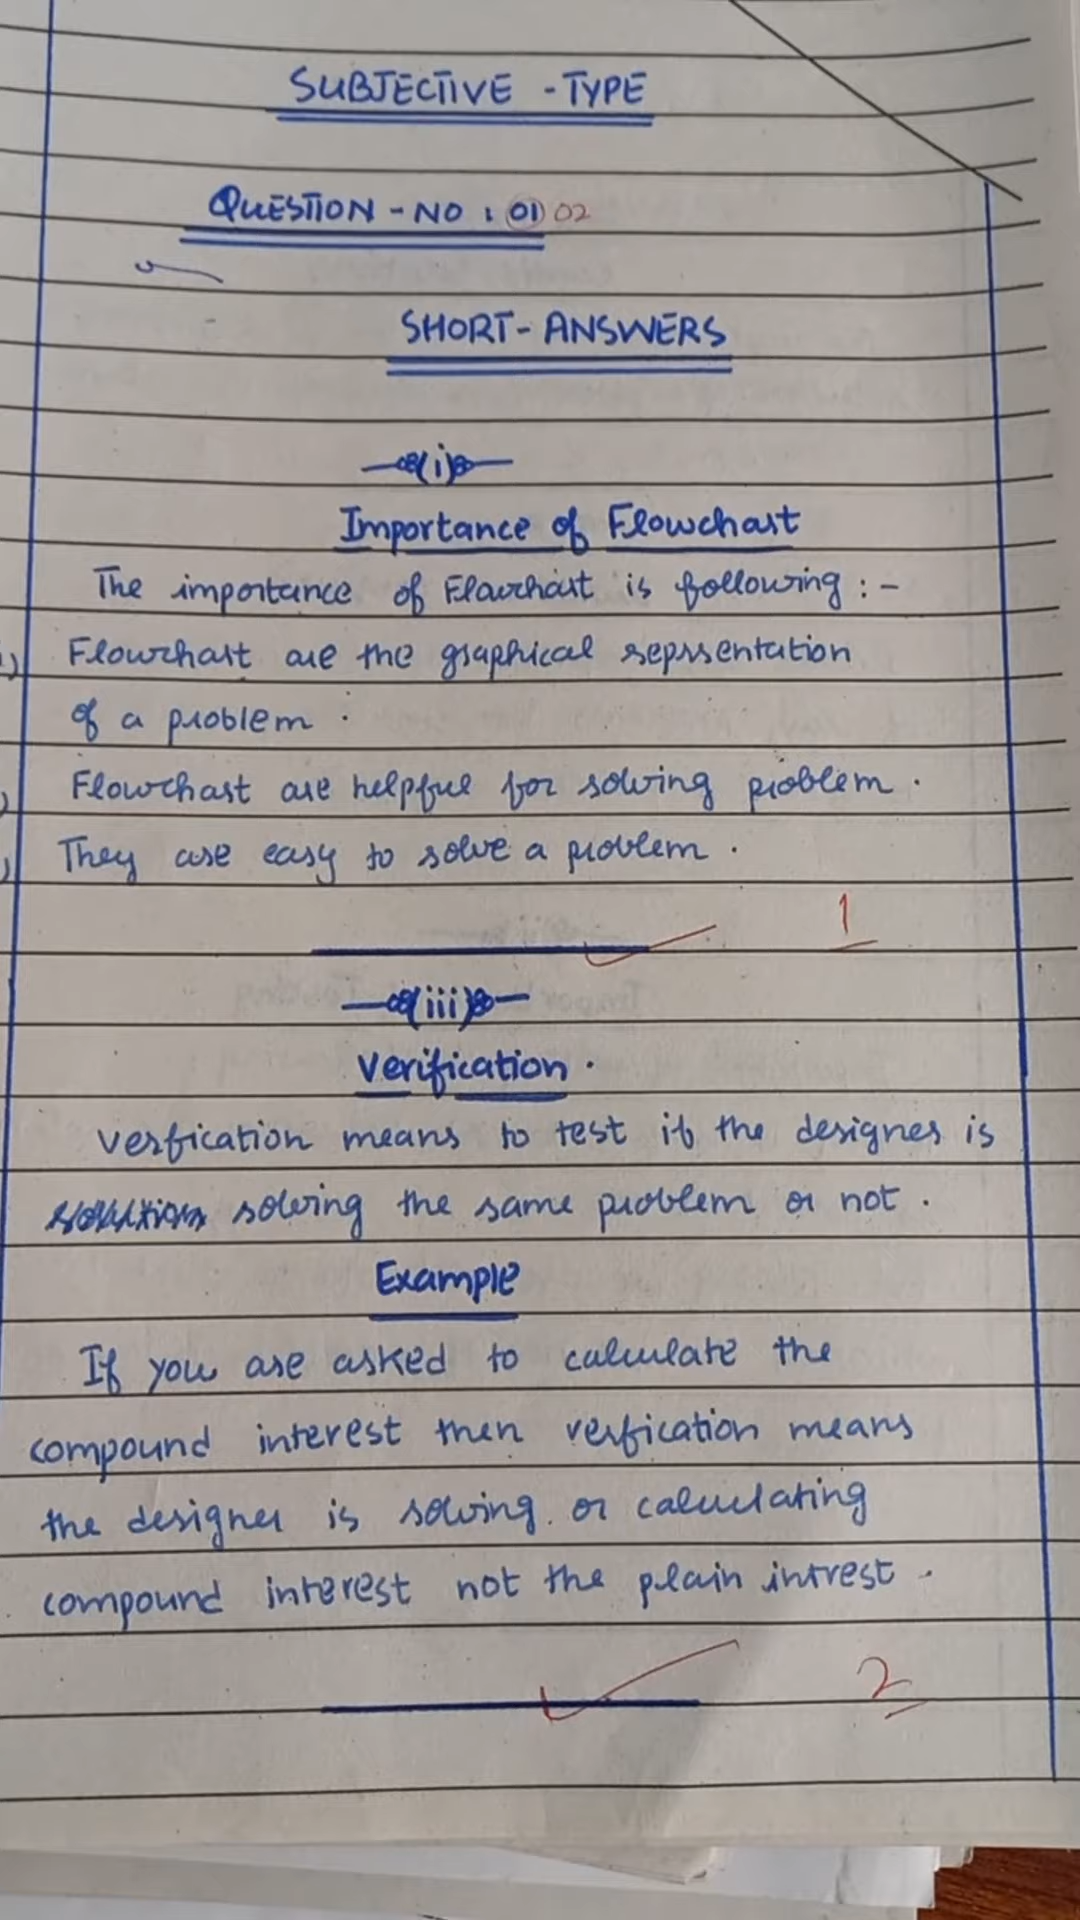 SUBJECTIVE - TYPE
QUESTION - NO : 01 02
SHORT - ANSWERS
(i)
Importance of Flowchart
The importance of Flowchart is following : -
) Flowchart are the graphical reprsentation
of a problem .
) Flowchart are helpful for solving problem .
) They are easy to solve a problem .
1
(iii)
Verification .
verfication means to test if the designer is
solving the same problem or not .
Example
If you are asked to calculate the
compound interest then verfication means
the designer is solving or calculating
compound interest not the plain intrest .
2